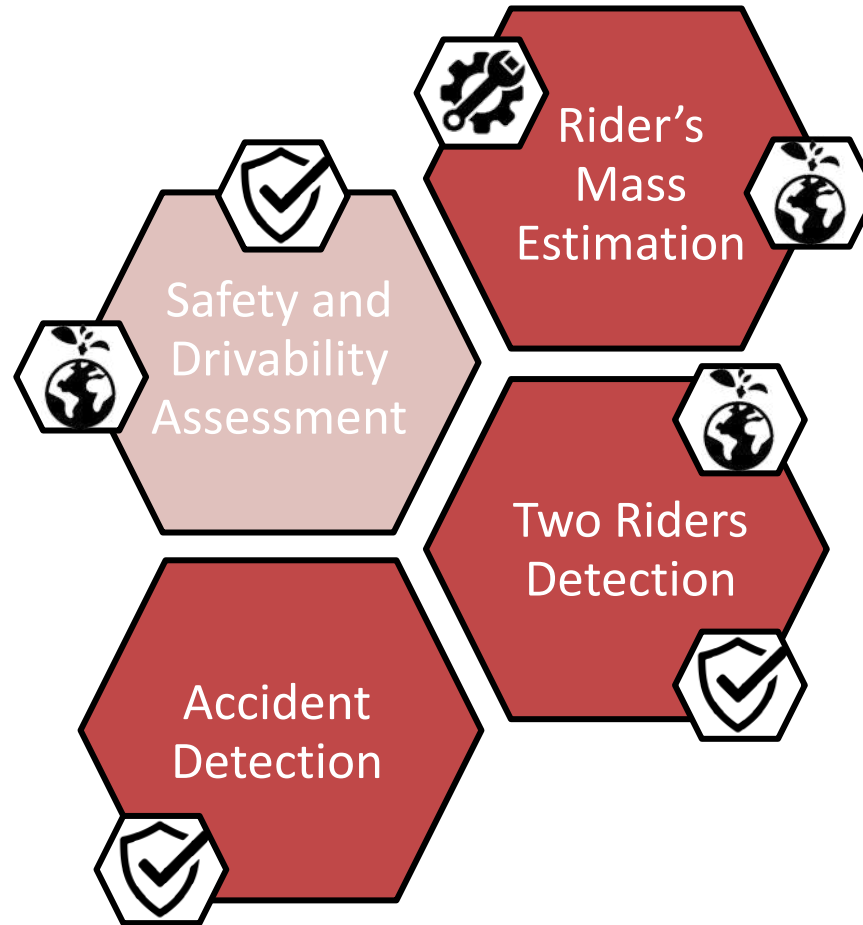 Rider’s
Mass
Estimation
Safety and
Drivability
Assessment
Two Riders
Detection
Accident
Detection